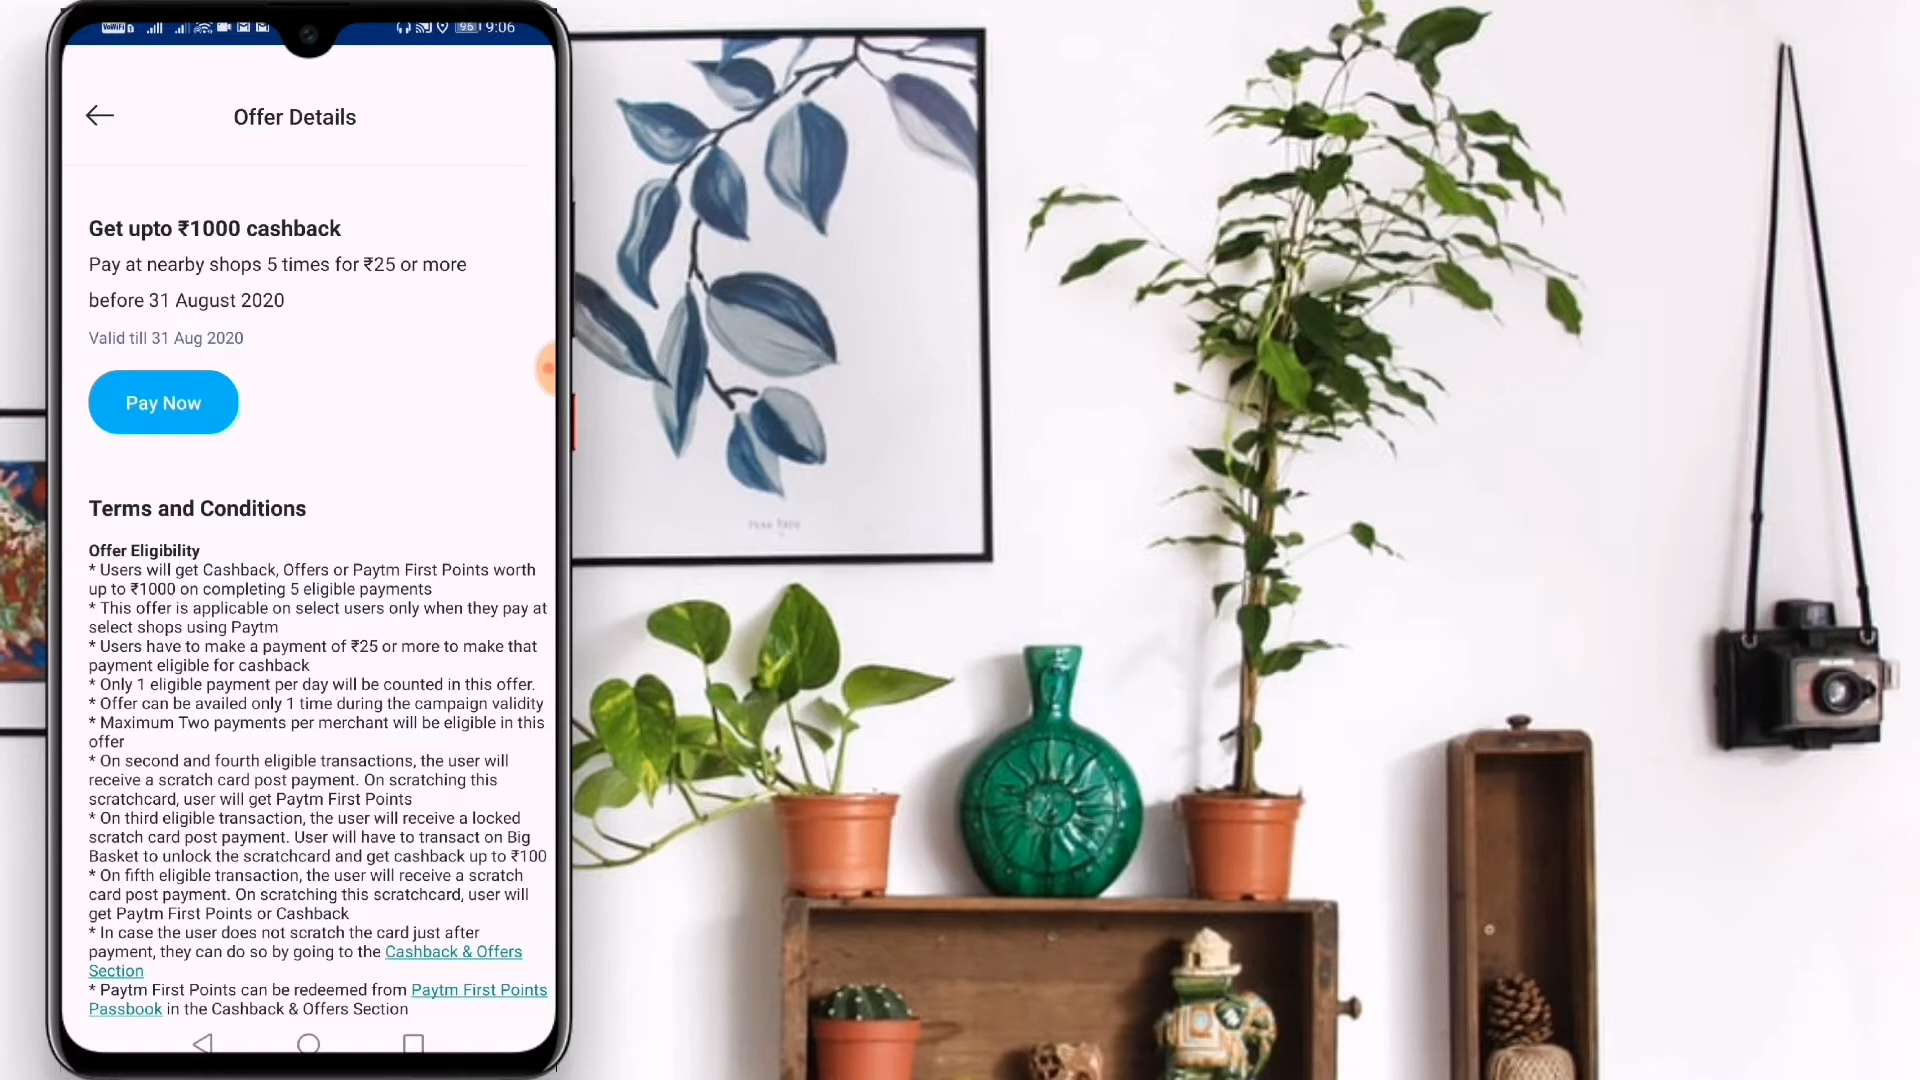 VoWiFi 96 9:06
Offer Details
Get upto ₹1000 cashback
Pay at nearby shops 5 times for ₹25 or more
before 31 August 2020
Valid till 31 Aug 2020
Pay Now
Terms and Conditions
Offer Eligibility
* Users will get Cashback, Offers or Paytm First Points worth
up to ₹1000 on completing 5 eligible payments
* This offer is applicable on select users only when they pay at
select shops using Paytm
* Users have to make a payment of ₹25 or more to make that
payment eligible for cashback
* Only 1 eligible payment per day will be counted in this offer.
* Offer can be availed only 1 time during the campaign validity
* Maximum Two payments per merchant will be eligible in this
offer
* On second and fourth eligible transactions, the user will
receive a scratch card post payment. On scratching this
scratchcard, user will get Paytm First Points
* On third eligible transaction, the user will receive a locked
scratch card post payment. User will have to transact on Big
Basket to unlock the scratchcard and get cashback up to ₹100
* On fifth eligible transaction, the user will receive a scratch
card post payment. On scratching this scratchcard, user will
get Paytm First Points or Cashback
* In case the user does not scratch the card just after
payment, they can do so by going to the Cashback & Offers
Section
* Paytm First Points can be redeemed from Paytm First Points
Passbook in the Cashback & Offers Section